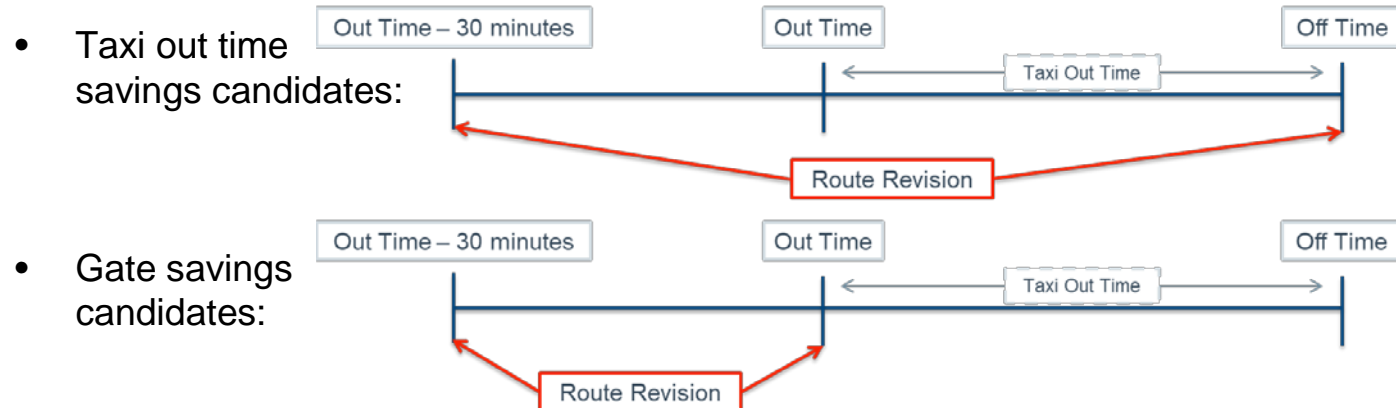 Out Time – 30 minutes
Out Time
Off Time
• Taxi out time
savings candidates:
Taxi Out Time
Route Revision
Out Time – 30 minutes
Out Time
Off Time
• Gate savings
candidates:
Taxi Out Time
Route Revision